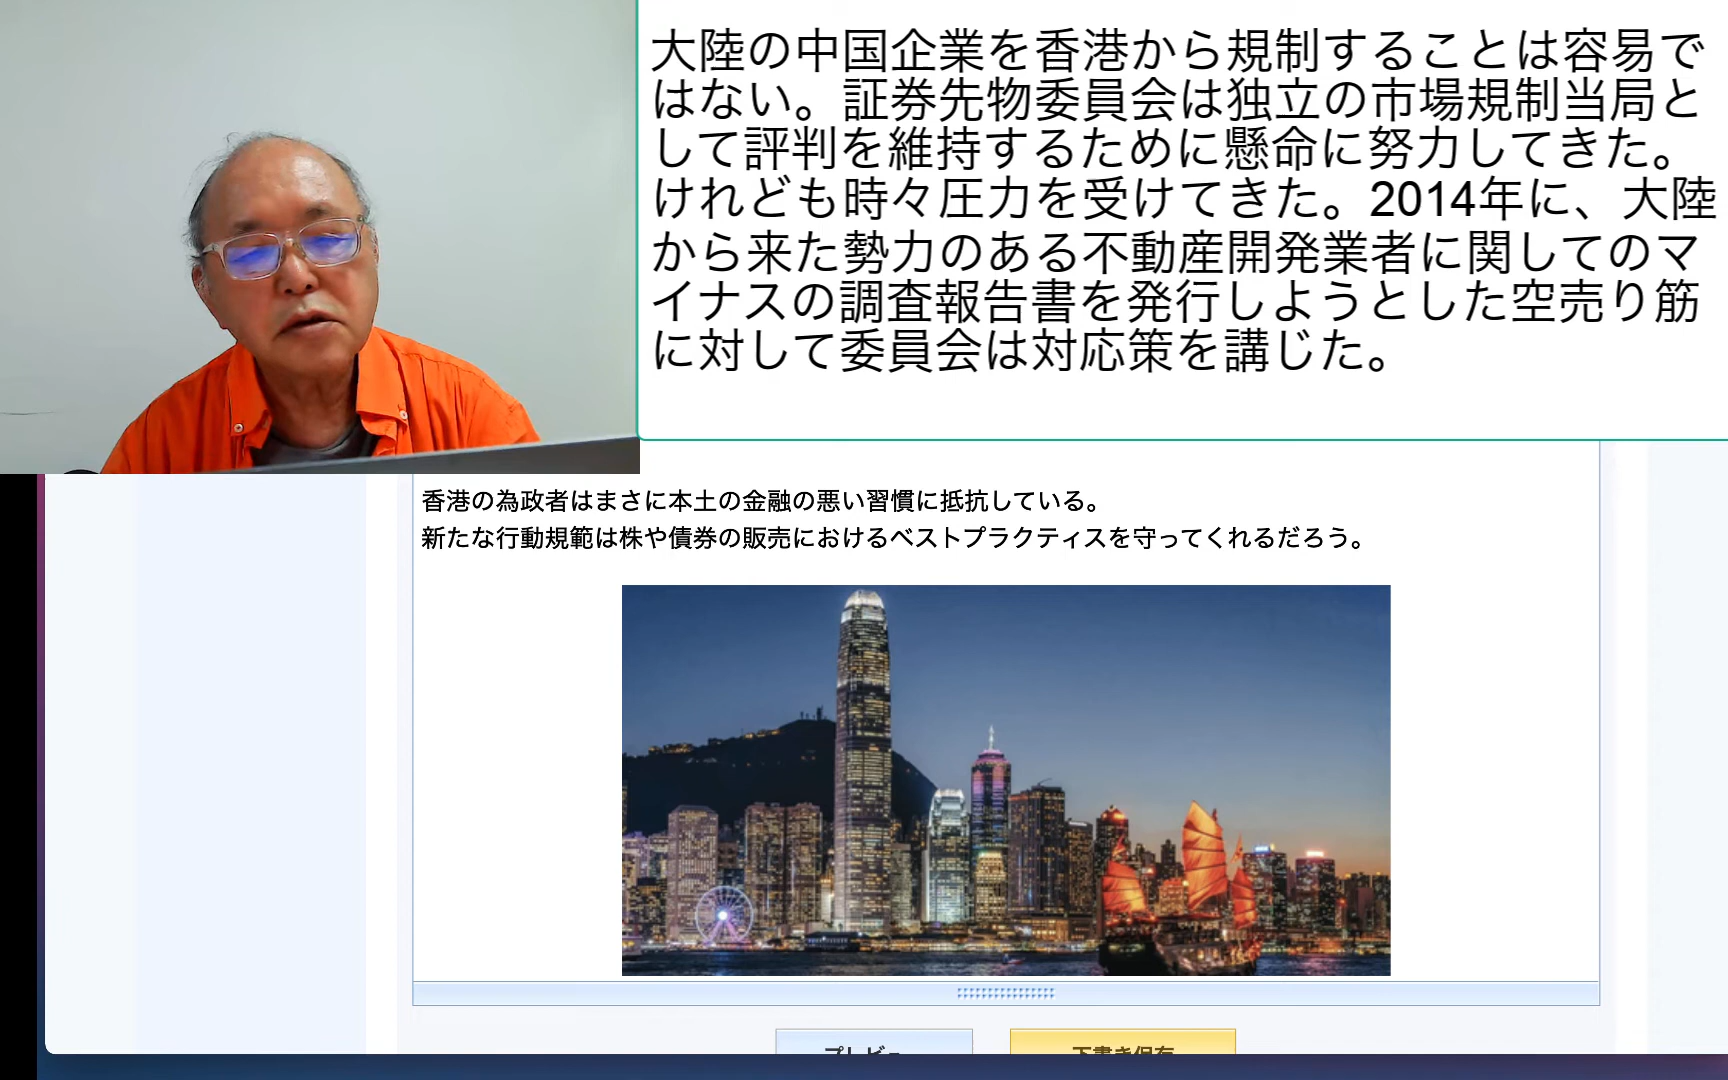 大陸の中国企業を香港から規制することは容易で
はない。証券先物委員会は独立の市場規制当局と
して評判を維持するために懸命に努力してきた。
けれども時々圧力を受けてきた。2014年に、大陸
から来た勢力のある不動産開発業者に関してのマ
イナスの調査報告書を発行しようとした空売り筋
に対して委員会は対応策を講じた。
香港の為政者はまさに本土の金融の悪い習慣に抵抗している。
新たな行動規範は株や債券の販売におけるベストプラクティスを守ってくれるだろう。
プレビュー
下書き保存